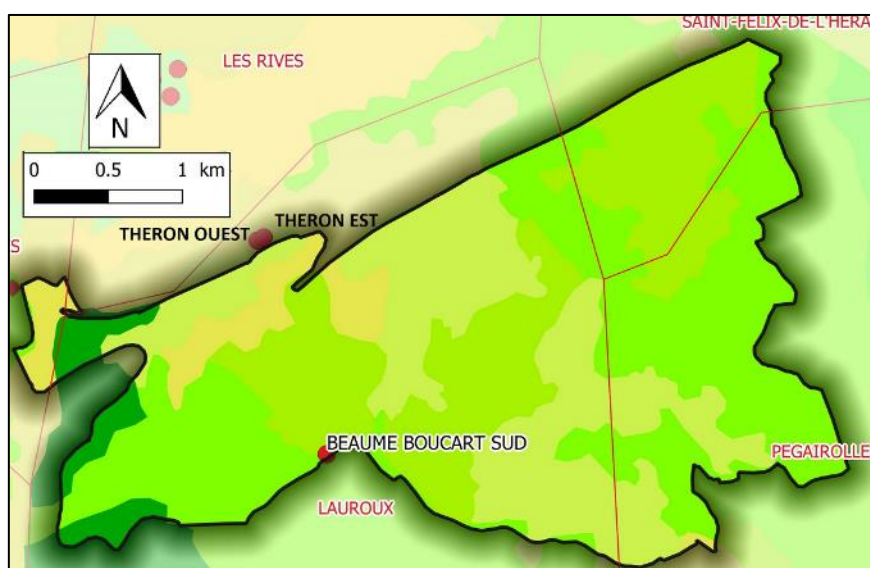 SAINT-FELIX-DE-L'HERA
LES RIVES
N
0 0.5 1 km
THERON EST
THERON OUEST
S
BEAUME BOUCART SUD
PEGAIROLLE
LAUROUX